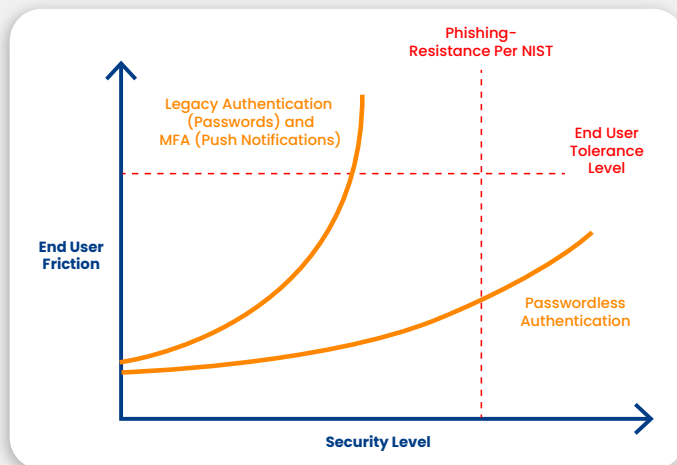 Phishing-
Resistance Per NIST
Legacy Authentication
(Passwords) and
MFA (Push Notifications)
End User
Tolerance
Level
End User
Friction
Passwordless
Authentication
Security Level